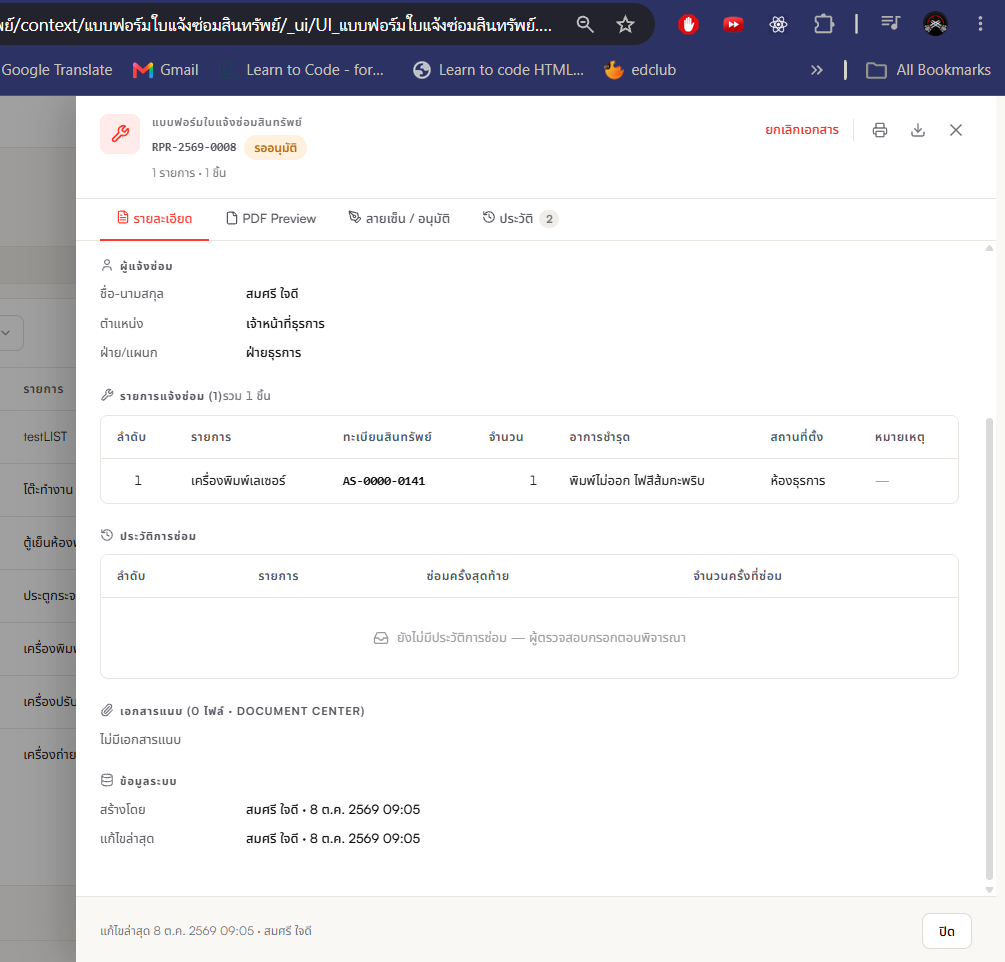 พย์/context/แบบฟอร์มใบแจ้งซ่อมสินทรัพย์/_ui/UI_แบบฟอร์มใบแจ้งซ่อมสินทรัพย์....
Google Translate Gmail Learn to Code - for... Learn to code HTML... edclub » All Bookmarks
แบบฟอร์มใบแจ้งซ่อมสินทรัพย์
RPR-2569-0008 รออนุมัติ
1 รายการ • 1 ชิ้น
ยกเลิกเอกสาร
รายละเอียด PDF Preview ลายเซ็น / อนุมัติ ประวัติ 2
ผู้แจ้งซ่อม
ชื่อ-นามสกุล สมศรี ใจดี
ตำแหน่ง เจ้าหน้าที่ธุรการ
ฝ่าย/แผนก ฝ่ายธุรการ
รายการแจ้งซ่อม (1)รวม 1 ชิ้น
ลำดับ รายการ ทะเบียนสินทรัพย์ จำนวน อาการชำรุด สถานที่ตั้ง หมายเหตุ
1 เครื่องพิมพ์เลเซอร์ AS-0000-0141 1 พิมพ์ไม่ออก ไฟสีส้มกะพริบ ห้องธุรการ —
ประวัติการซ่อม
ลำดับ รายการ ซ่อมครั้งสุดท้าย จำนวนครั้งที่ซ่อม
ยังไม่มีประวัติการซ่อม — ผู้ตรวจสอบกรอกตอนพิจารณา
เอกสารแนบ (0 ไฟล์ • DOCUMENT CENTER)
ไม่มีเอกสารแนบ
ข้อมูลระบบ
สร้างโดย สมศรี ใจดี • 8 ต.ค. 2569 09:05
แก้ไขล่าสุด สมศรี ใจดี • 8 ต.ค. 2569 09:05
แก้ไขล่าสุด 8 ต.ค. 2569 09:05 • สมศรี ใจดี
ปิด
รายการ
testLIST
โต๊ะทำงาน
ตู้เย็นห้อง
ประตูกระจ
เครื่องพิม
เครื่องปรับ
เครื่องถ่าย